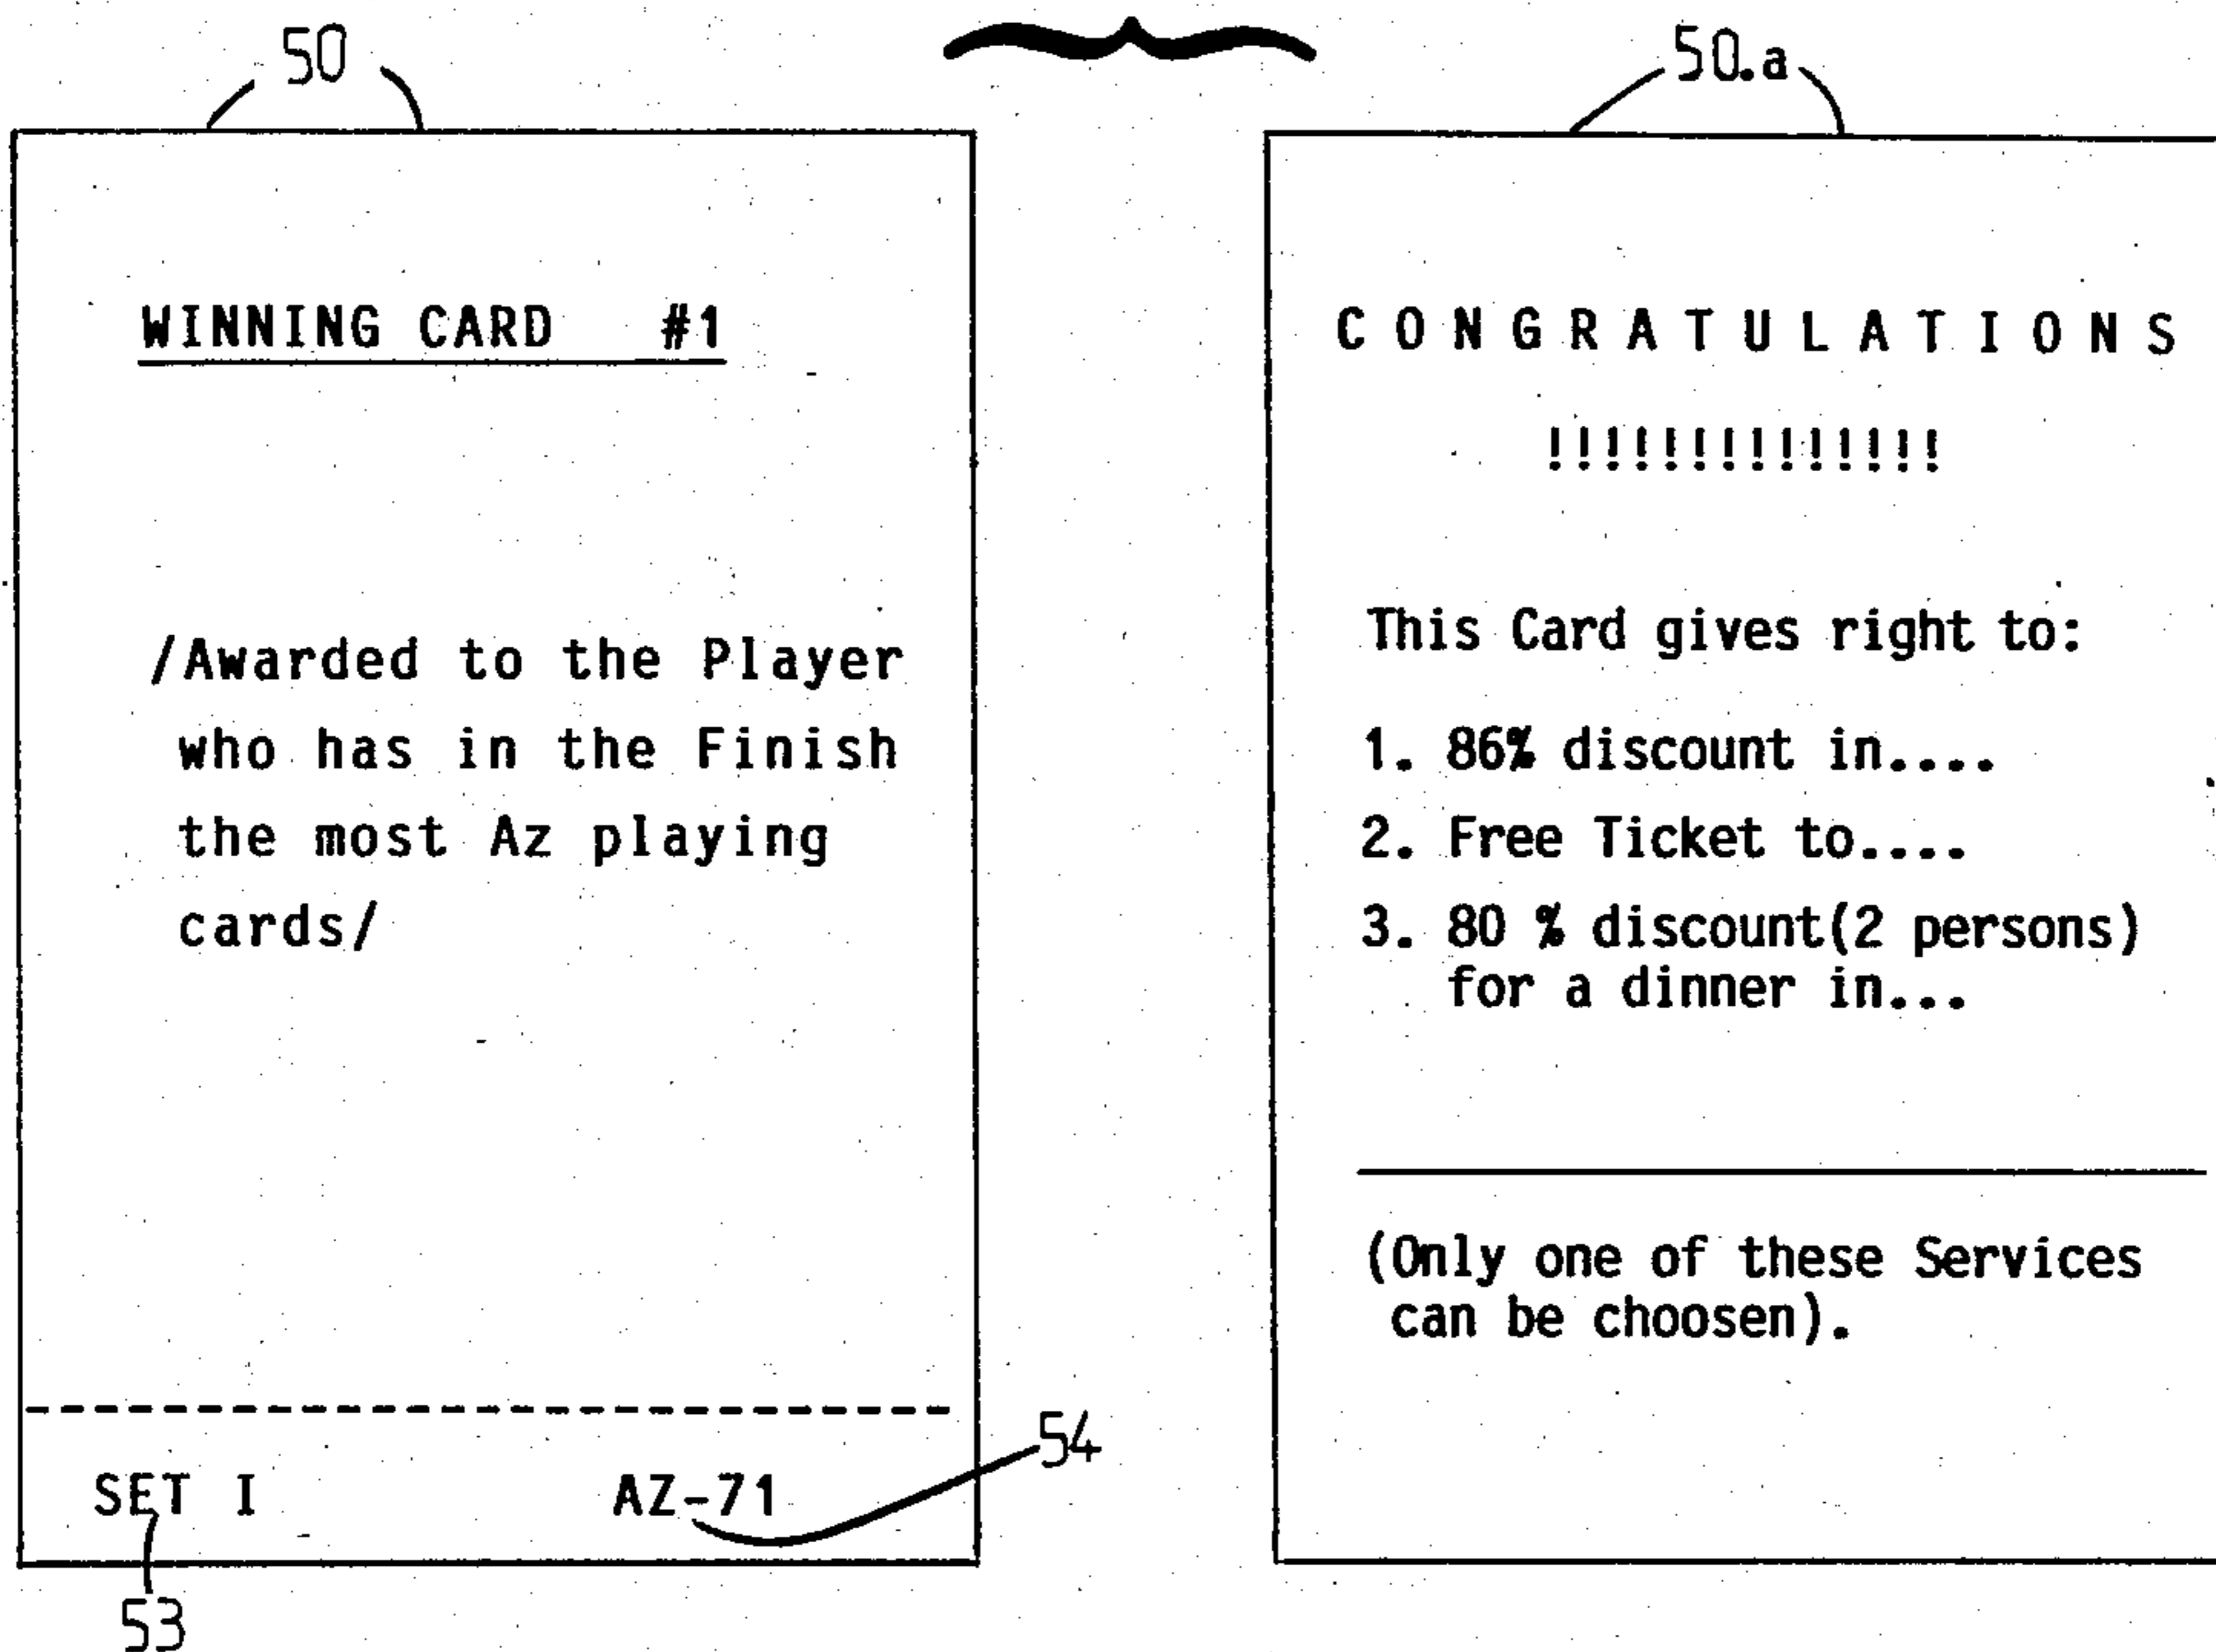 50
50.a
WINNING CARD #1
/Awarded to the Player
who has in the Finish
the most Az playing
cards/
SET I AZ-71
54
53
CONGRATULATIONS
!!!!!!!!!!!!!!
This Card gives right to:
1. 86% discount in....
2. Free Ticket to....
3. 80 % discount(2 persons)
for a dinner in...
(Only one of these Services
can be choosen).